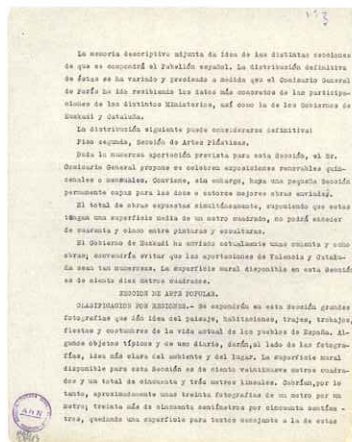 La memoria descriptiva adjunta da idea de las distintas secciones
de que se compondrá el Pabellón español. La distribución definitiva
de éstas se ha variado y precisado a medida que el Comisario General
de París ha ido recibiendo los datos más concretos de las participa-
ciones de los distintos Ministerios, así como la de los Gobiernos de
Euzkadi y Cataluña.
La distribución siguiente puede considerarse definitiva:
Piso segundo, Sección de Artes Plásticas.
Dada la numerosa aportación prevista para esta Sección, el Sr.
Comisario General propone se celebren exposiciones renovables quin-
cenales o mensuales. Conviene, sin embargo, haya una pequeña Sección
permanente capaz para las doce o catorce mejores obras enviadas.
El total de obras expuestas simultáneamente, suponiendo que estas
tengan una superficie media de un metro cuadrado, no podrá exceder
de cuarenta y cinco entre pinturas y esculturas.
El Gobierno de Euzkadi ha enviado actualmente unas cuarenta y ocho
obras; convendría evitar que las aportaciones de Valencia y Catalu-
ña sean tan numerosas. La superficie mural disponible en esta Sección
es de ciento diez metros cuadrados.
SECCION DE ARTE POPULAR.
CLASIFICACION POR REGIONES.- Se expondrán en esta Sección grandes
fotografías que dén idea del paisaje, habitaciones, trajes, trabajos,
fiestas y costumbres de la vida actual de los pueblos de España. Al-
gunos objetos típicos y de uso diario, darán, al lado de las fotogra-
fías, idea más clara del ambiente y del lugar. La superficie mural
disponible para esta Sección es de ciento veintinueve metros cuadra-
dos y un total de cincuenta y trés metros lineales. Cabrían, por lo
tanto, aproximadamente unas treinta fotografías de un metro por un
metro, treinta más de cincuenta centímetros por cincuenta centíme -
tros, quedando una superficie para textos semejante a la de estas